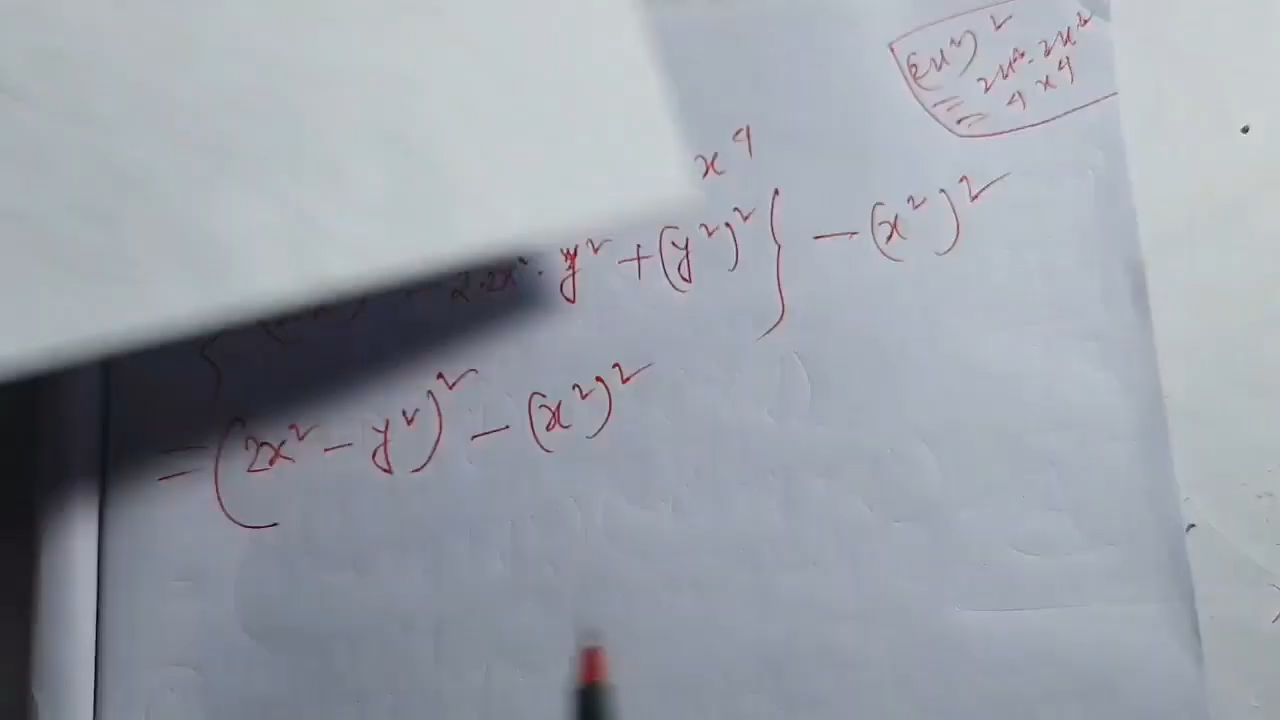 (2x²)²
= 2x²·2x²
= 4x⁴
x⁴
2·2x²·y² + (y²)²} − (x²)²
= (2x² − y²)² − (x²)²